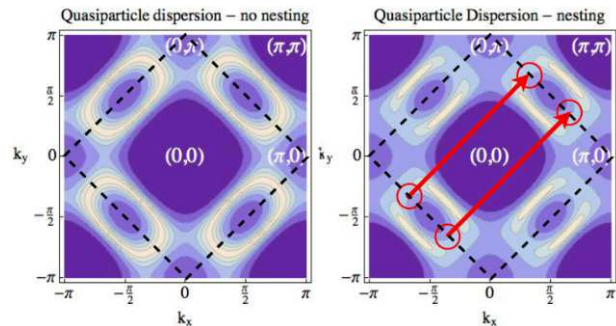 Quasiparticle dispersion – no nesting
Quasiparticle Dispersion – nesting
π
(0,π)
(π,π)
π/2
k_y
0
(0,0)
(π,0)
−π/2
−π
−π
−π/2
0
π/2
π
k_x
π
(0,π)
(π,π)
π/2
k_y
0
(0,0)
(π,0)
−π/2
−π
−π
−π/2
0
π/2
π
k_x